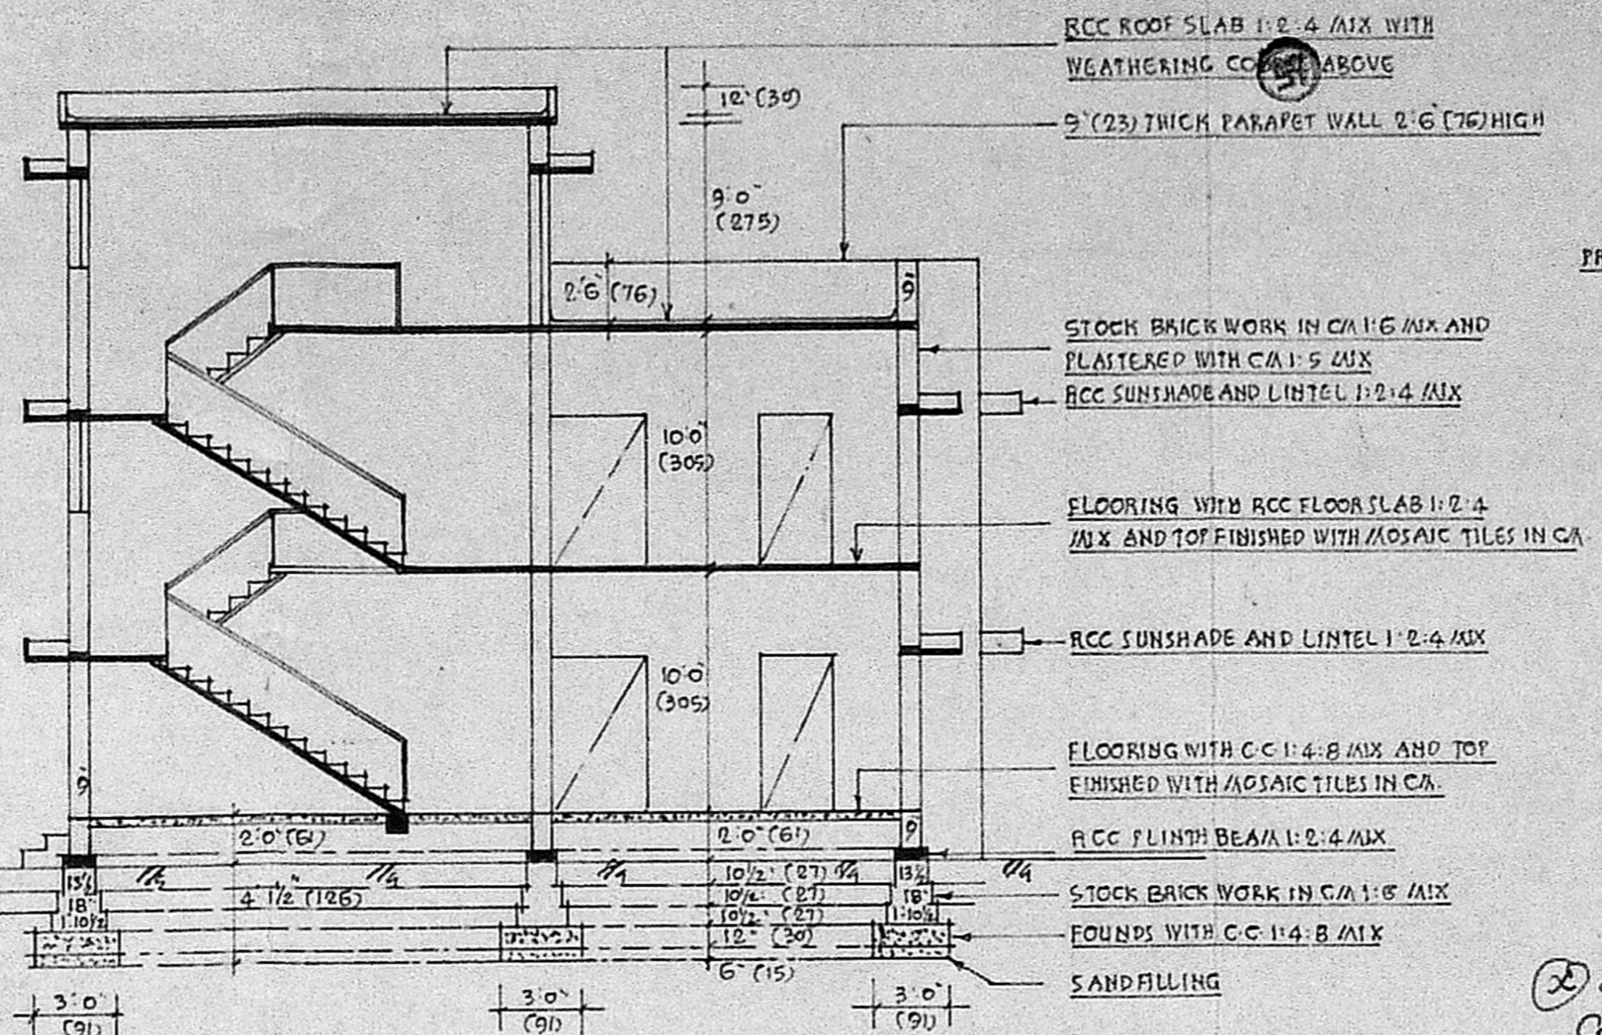 RCC ROOF SLAB 1:2:4 MIX WITH
WEATHERING ABOVE
12" (30)
9"(23) THICK PARAPET WALL 2'6" (76) HIGH
9'0"
(275)
2'6" (76)
9"
STOCK BRICK WORK IN CM 1:6 MIX AND
PLASTERED WITH CM 1:5 MIX
RCC SUNSHADE AND LINTEL 1:2:4 MIX
10'0"
(305)
FLOORING WITH RCC FLOOR SLAB 1:2:4
MIX AND TOP FINISHED WITH MOSAIC TILES IN CM
RCC SUNSHADE AND LINTEL 1:2:4 MIX
10'0"
(305)
FLOORING WITH C.C 1:4:8 MIX AND TOP
FINISHED WITH MOSAIC TILES IN CM.
9"
2'0" (61)
2'0" (61)
9"
RCC PLINTH BEAM 1:2:4 MIX
13½
10½" (27)
13½
4' 1/2" (126)
18"
10½" (27)
18"
STOCK BRICK WORK IN CM 1:6 MIX
1'10½
10½" (27)
1'10½
12" (30)
FOUNDS WITH C.C 1:4:8 MIX
6" (15)
SANDFILLING
3'0"
(91)
3'0"
(91)
3'0"
(91)